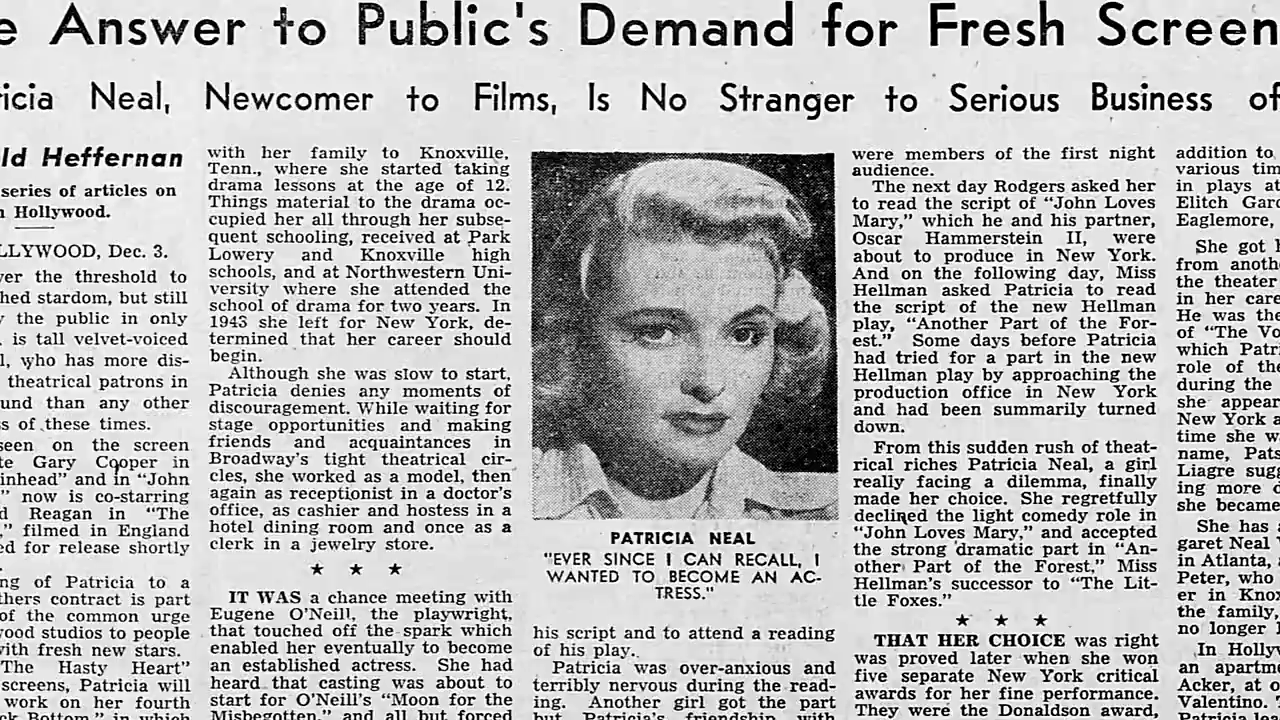 Answer to Public's Demand for Fresh Screen
Neal, Newcomer to Films, Is No Stranger to Serious Business of
Heffernan
series of articles on
Hollywood.
Dec. 3.
the threshold to
stardom, but still
the public in only
is tall velvet-voiced
who has more dis-
theatrical patrons in
than any other
of these times.
seen on the screen
Gary Cooper in
and in "John
" now is co-starring
Reagan in "The
," filmed in England
for release shortly
of Patricia to a
contract is part
of the common urge
studios to people
with fresh new stars.
"The Hasty Heart"
screens, Patricia will
work on her fourth
Bottom," in which
with her family to Knoxville,
Tenn., where she started taking
drama lessons at the age of 12.
Things material to the drama oc-
cupied her all through her subse-
quent schooling, received at Park
Lowery and Knoxville high
schools, and at Northwestern Uni-
versity where she attended the
school of drama for two years. In
1943 she left for New York, de-
termined that her career should
begin.
Although she was slow to start,
Patricia denies any moments of
discouragement. While waiting for
stage opportunities and making
friends and acquaintances in
Broadway's tight theatrical cir-
cles, she worked as a model, then
again as receptionist in a doctor's
office, as cashier and hostess in a
hotel dining room and once as a
clerk in a jewelry store.
★ ★ ★
IT WAS a chance meeting with
Eugene O'Neill, the playwright,
that touched off the spark which
enabled her eventually to become
an established actress. She had
heard that casting was about to
start for O'Neill's "Moon for the
Misbegotten," and all but forced
PATRICIA NEAL
"EVER SINCE I CAN RECALL, I
WANTED TO BECOME AN AC-
TRESS."
his script and to attend a reading
of his play.
Patricia was over-anxious and
terribly nervous during the read-
ing. Another girl got the part
but Patricia's friendship with
were members of the first night
audience.
The next day Rodgers asked her
to read the script of "John Loves
Mary," which he and his partner,
Oscar Hammerstein II, were
about to produce in New York.
And on the following day, Miss
Hellman asked Patricia to read
the script of the new Hellman
play, "Another Part of the For-
est." Some days before Patricia
had tried for a part in the new
Hellman play by approaching the
production office in New York
and had been summarily turned
down.
From this sudden rush of theat-
rical riches Patricia Neal, a girl
really facing a dilemma, finally
made her choice. She regretfully
declined the light comedy role in
"John Loves Mary," and accepted
the strong dramatic part in "An-
other Part of the Forest," Miss
Hellman's successor to "The Lit-
tle Foxes."
★ ★ ★
THAT HER CHOICE was right
was proved later when she won
five separate New York critical
awards for her fine performance.
They were the Donaldson award,
addition to
various
in plays at
Elitch
Eaglemore,
She got
from
the theater
in her
He was the
of "The
which
role of the
during the
she
New York
time she
name,
Liagre
ing more
she became
She has
garet Neal
in Atlanta,
Peter, who
er in
the family,
no longer
In
an
Acker, at
Valentino.